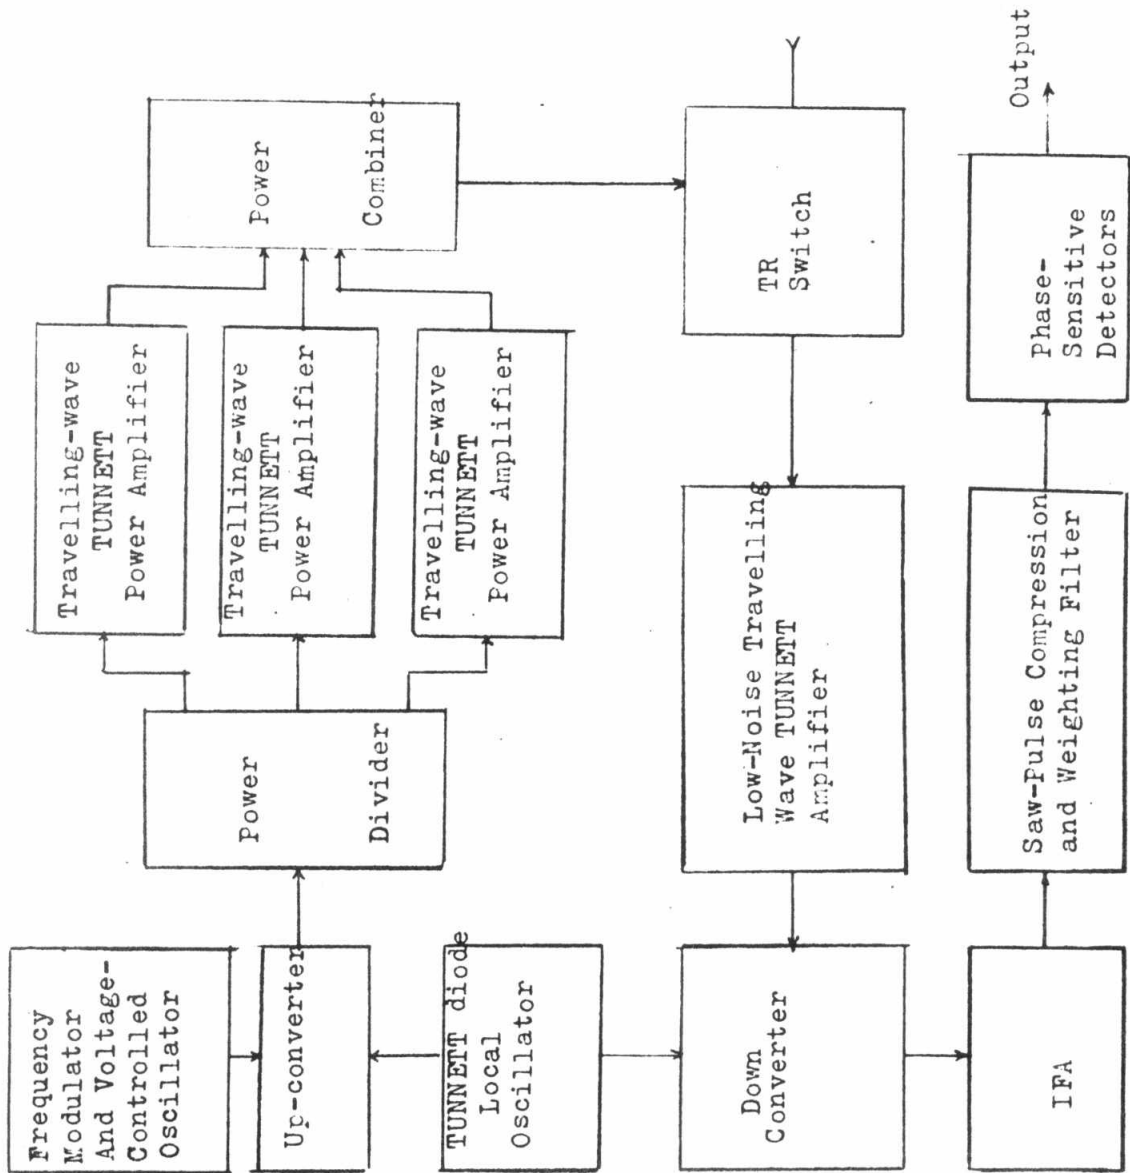 Frequency
Modulator
And Voltage-
Controlled
Oscillator
Up-converter
TUNNETT diode
Local
Oscillator
Power
Divider
Travelling-wave
TUNNETT
Power Amplifier
Travelling-wave
TUNNETT
Power Amplifier
Travelling-wave
TUNNETT
Power Amplifier
Power
Combiner
TR
Switch
Low-Noise Travelling
Wave TUNNETT
Amplifier
Down
Converter
IFA
Saw-Pulse Compression
and Weighting Filter
Phase-
Sensitive
Detectors
Output